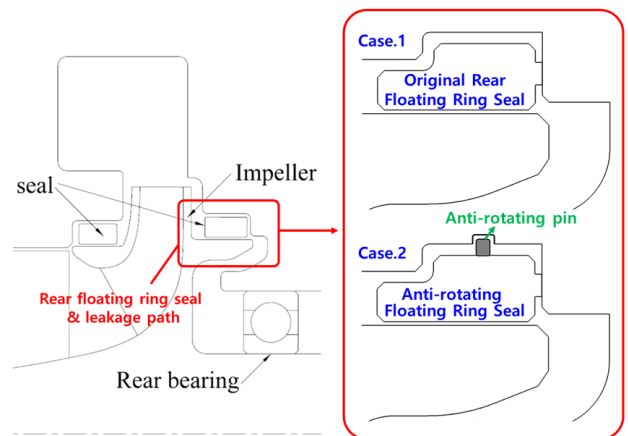 seal
Impeller
Rear floating ring seal
& leakage path
Rear bearing
Case.1
Original Rear
Floating Ring Seal
Anti-rotating pin
Case.2
Anti-rotating
Floating Ring Seal